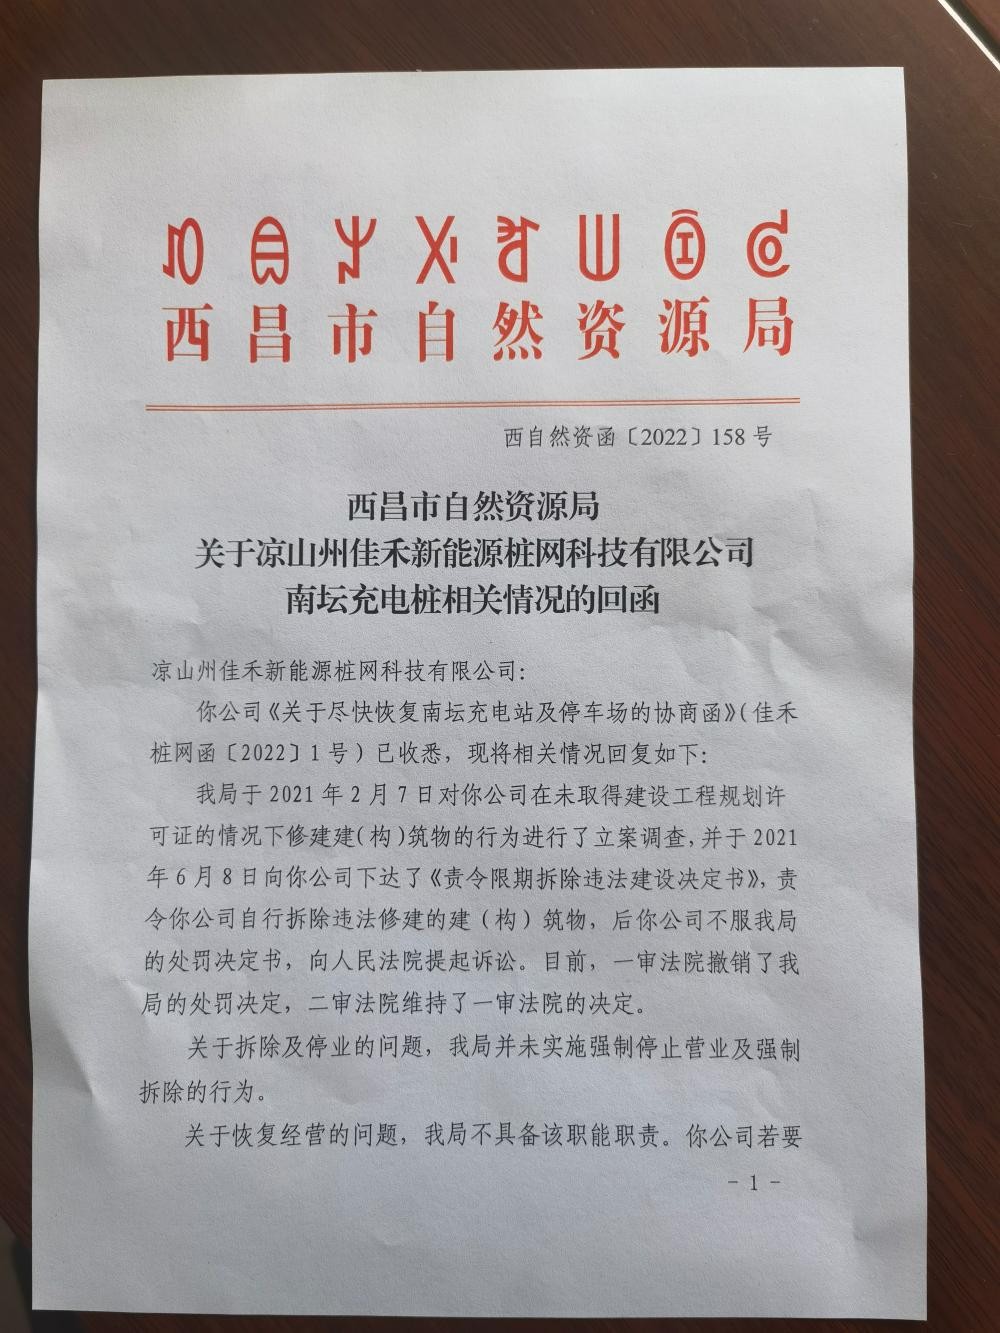 西昌市自然资源局
西自然资函〔2022〕158号
西昌市自然资源局
关于凉山州佳禾新能源桩网科技有限公司
南坛充电桩相关情况的回函
凉山州佳禾新能源桩网科技有限公司：
你公司《关于尽快恢复南坛充电站及停车场的协商函》（佳禾
桩网函〔2022〕1号）已收悉，现将相关情况回复如下：
我局于2021年2月7日对你公司在未取得建设工程规划许
可证的情况下修建建（构）筑物的行为进行了立案调查，并于2021
年6月8日向你公司下达了《责令限期拆除违法建设决定书》，责
令你公司自行拆除违法修建的建（构）筑物，后你公司不服我局
的处罚决定书，向人民法院提起诉讼。目前，一审法院撤销了我
局的处罚决定，二审法院维持了一审法院的决定。
关于拆除及停业的问题，我局并未实施强制停止营业及强制
拆除的行为。
关于恢复经营的问题，我局不具备该职能职责。你公司若要
- 1 -